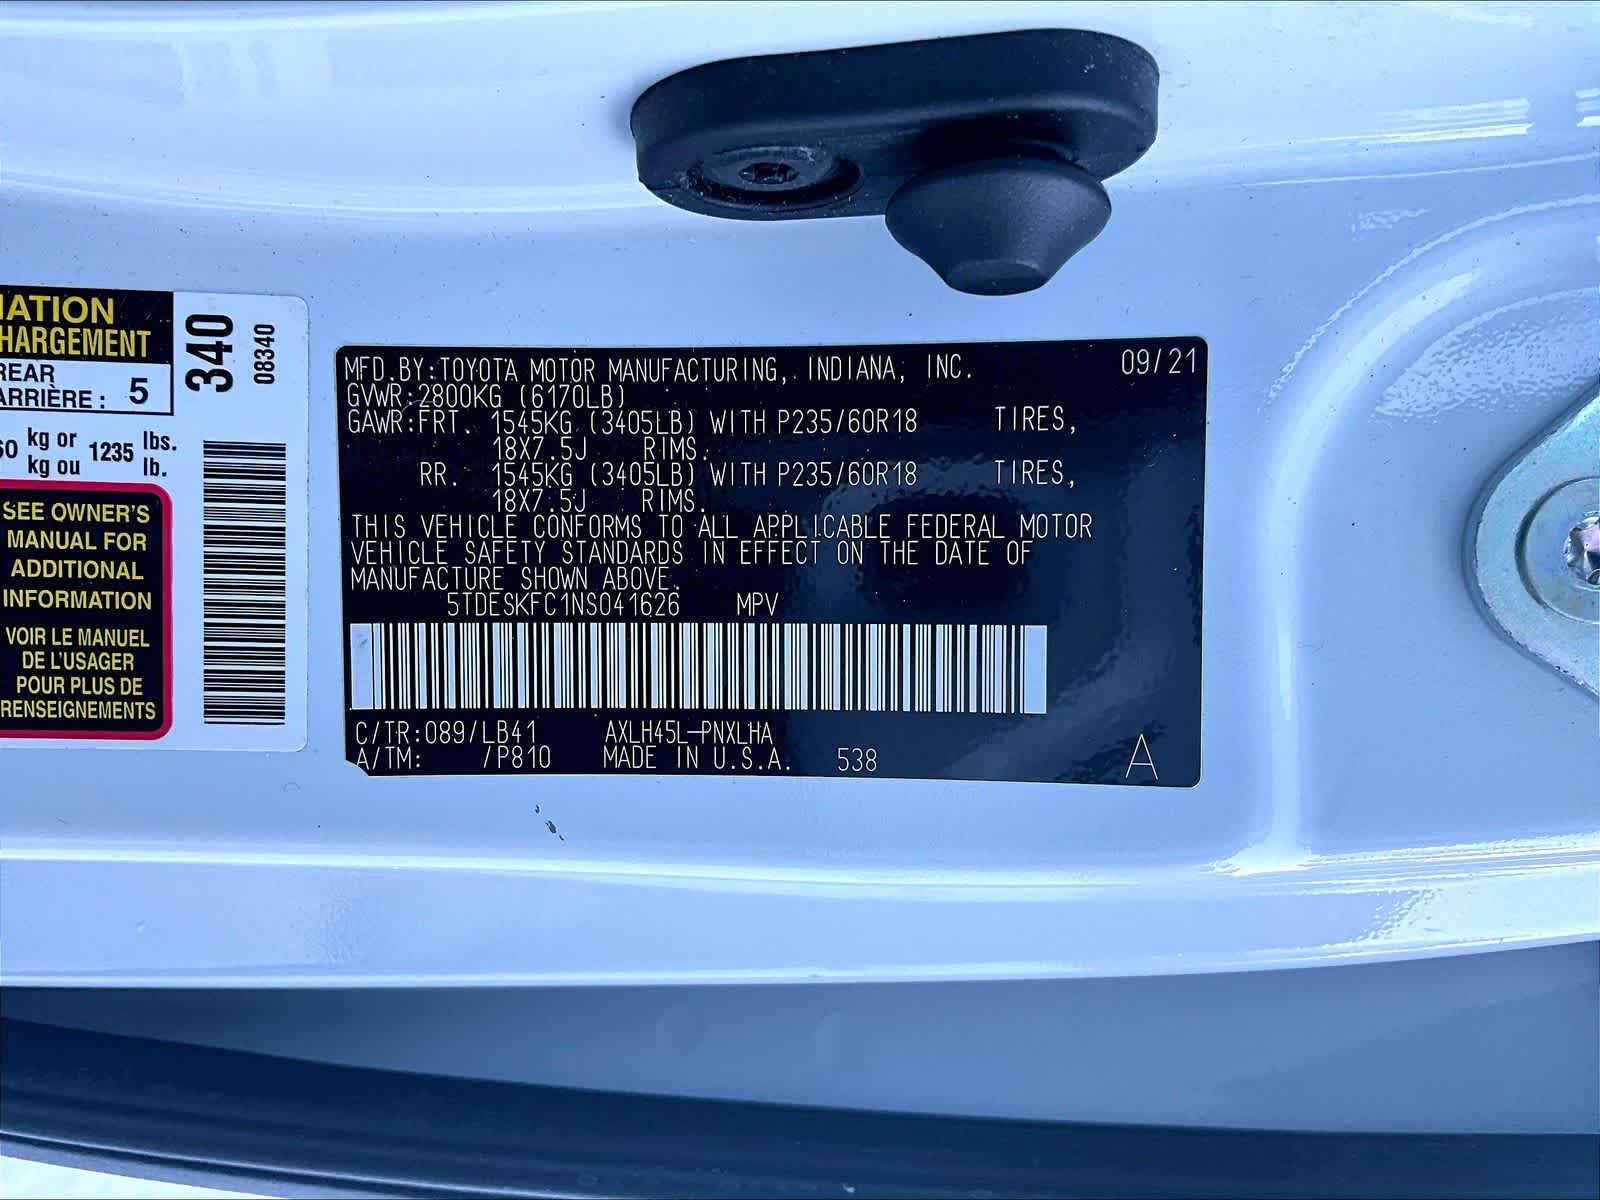 IATION
HARGEMENT
REAR
ARRIÈRE : 5
60 kg or 1235 lbs.
kg ou lb.
SEE OWNER'S
MANUAL FOR
ADDITIONAL
INFORMATION
VOIR LE MANUEL
DE L'USAGER
POUR PLUS DE
RENSEIGNEMENTS
340
08340
MFD.BY:TOYOTA MOTOR MANUFACTURING, INDIANA, INC. 09/21
GVWR:2800KG (6170LB)
GAWR:FRT. 1545KG (3405LB) WITH P235/60R18 TIRES,
18X7.5J RIMS.
RR. 1545KG (3405LB) WITH P235/60R18 TIRES,
18X7.5J RIMS.
THIS VEHICLE CONFORMS TO ALL APPLICABLE FEDERAL MOTOR
VEHICLE SAFETY STANDARDS IN EFFECT ON THE DATE OF
MANUFACTURE SHOWN ABOVE.
5TDESKFC1NS041626 MPV
C/TR:089/LB41 AXLH45L-PNXLHA
A/TM: /P810 MADE IN U.S.A. 538 A